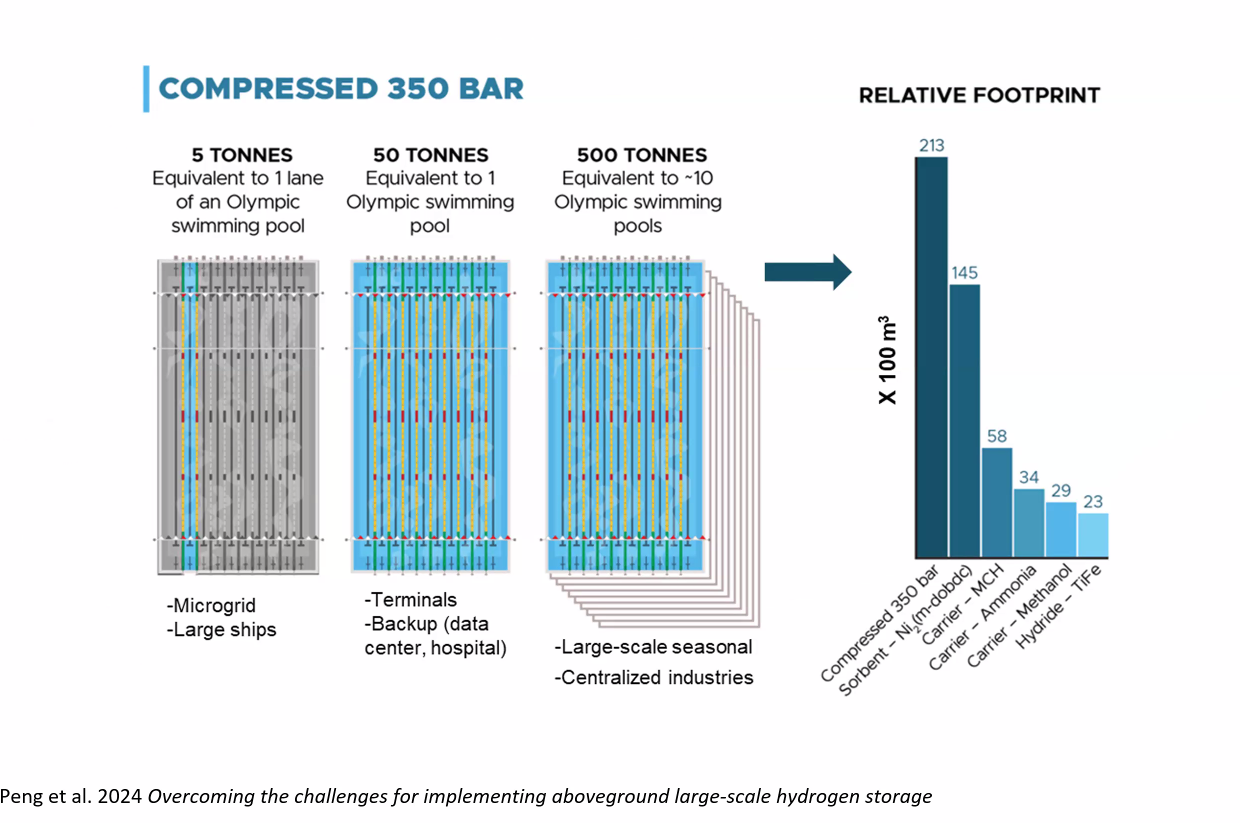 COMPRESSED 350 BAR
RELATIVE FOOTPRINT
5 TONNES
Equivalent to 1 lane
of an Olympic
swimming pool
50 TONNES
Equivalent to 1
Olympic swimming
pool
500 TONNES
Equivalent to ~10
Olympic swimming
pools
-Microgrid
-Large ships
-Terminals
-Backup (data
center, hospital)
-Large-scale seasonal
-Centralized industries
X 100 m³
213
145
58
34
29
23
Compressed 350 bar
Sorbent – Ni₂(m-dobdc)
Carrier – MCH
Carrier – Ammonia
Carrier – Methanol
Hydride – TiFe
Peng et al. 2024 Overcoming the challenges for implementing aboveground large-scale hydrogen storage